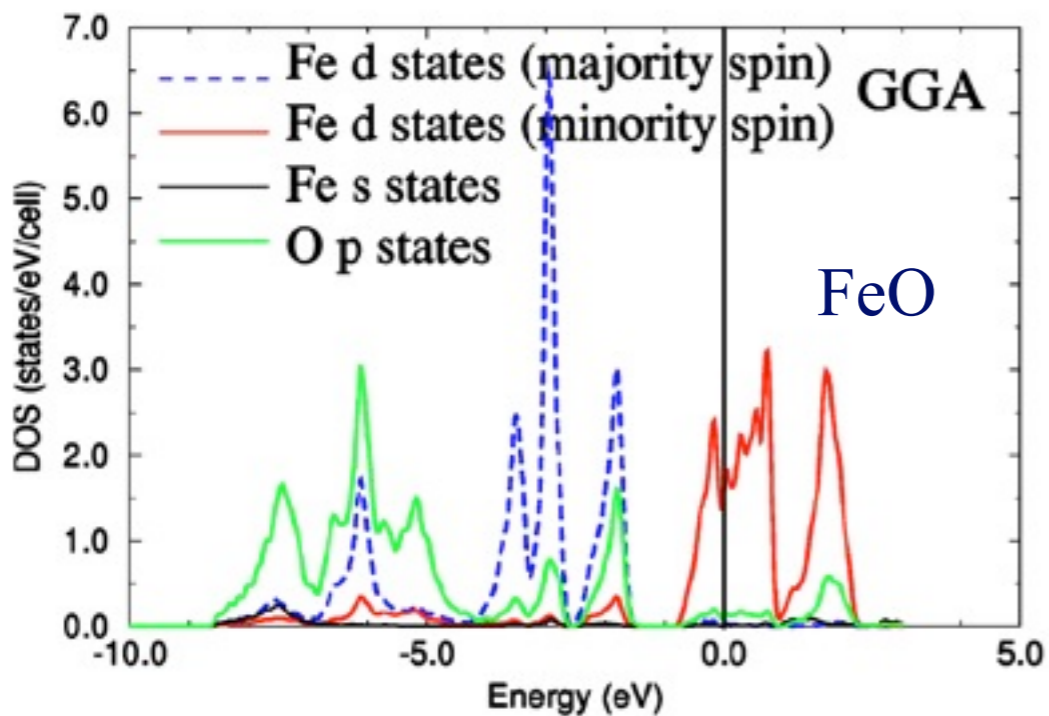 7.0
6.0
5.0
4.0
3.0
2.0
1.0
0.0
DOS (states/eV/cell)
Fe d states (majority spin)
Fe d states (minority spin)
Fe s states
O p states
GGA
FeO
-10.0
-5.0
0.0
5.0
Energy (eV)